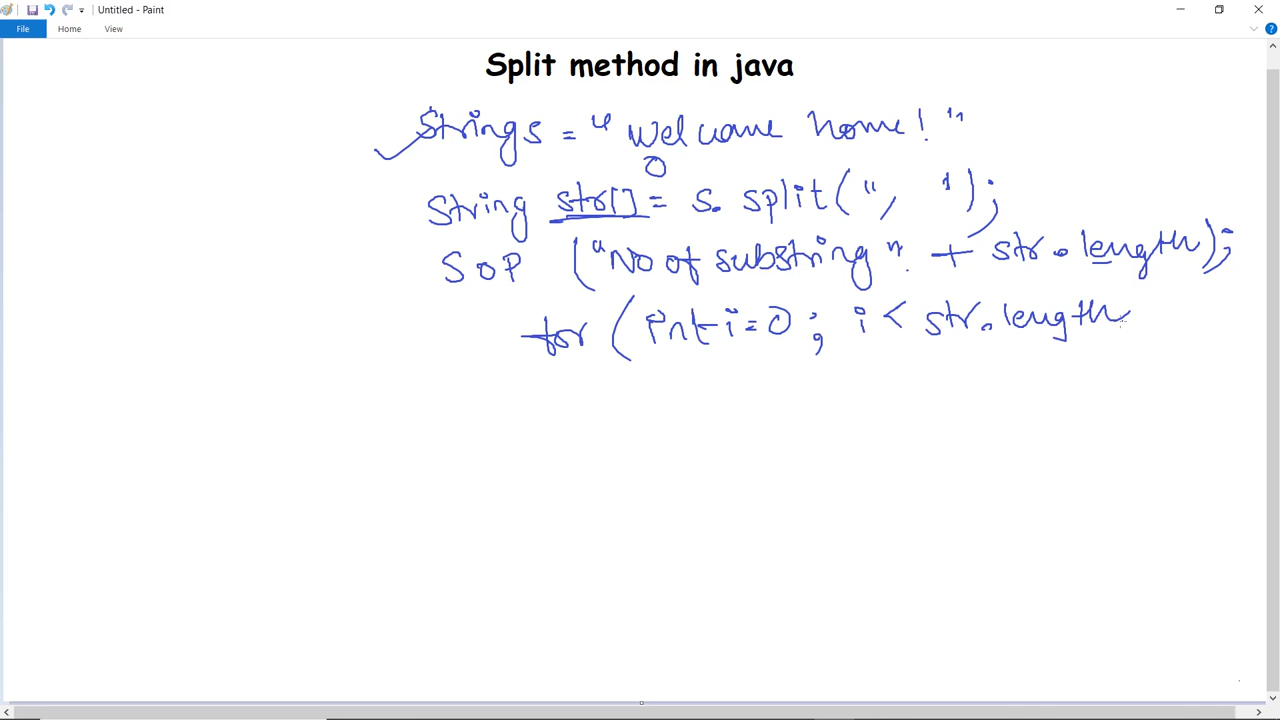 Untitled - Paint
File Home View
Split method in java
String s = "Welcome home!"
0
String str[] = s.split(", ");
SOP ("No of substring" + str.length);
for (int i=0; i < str.length